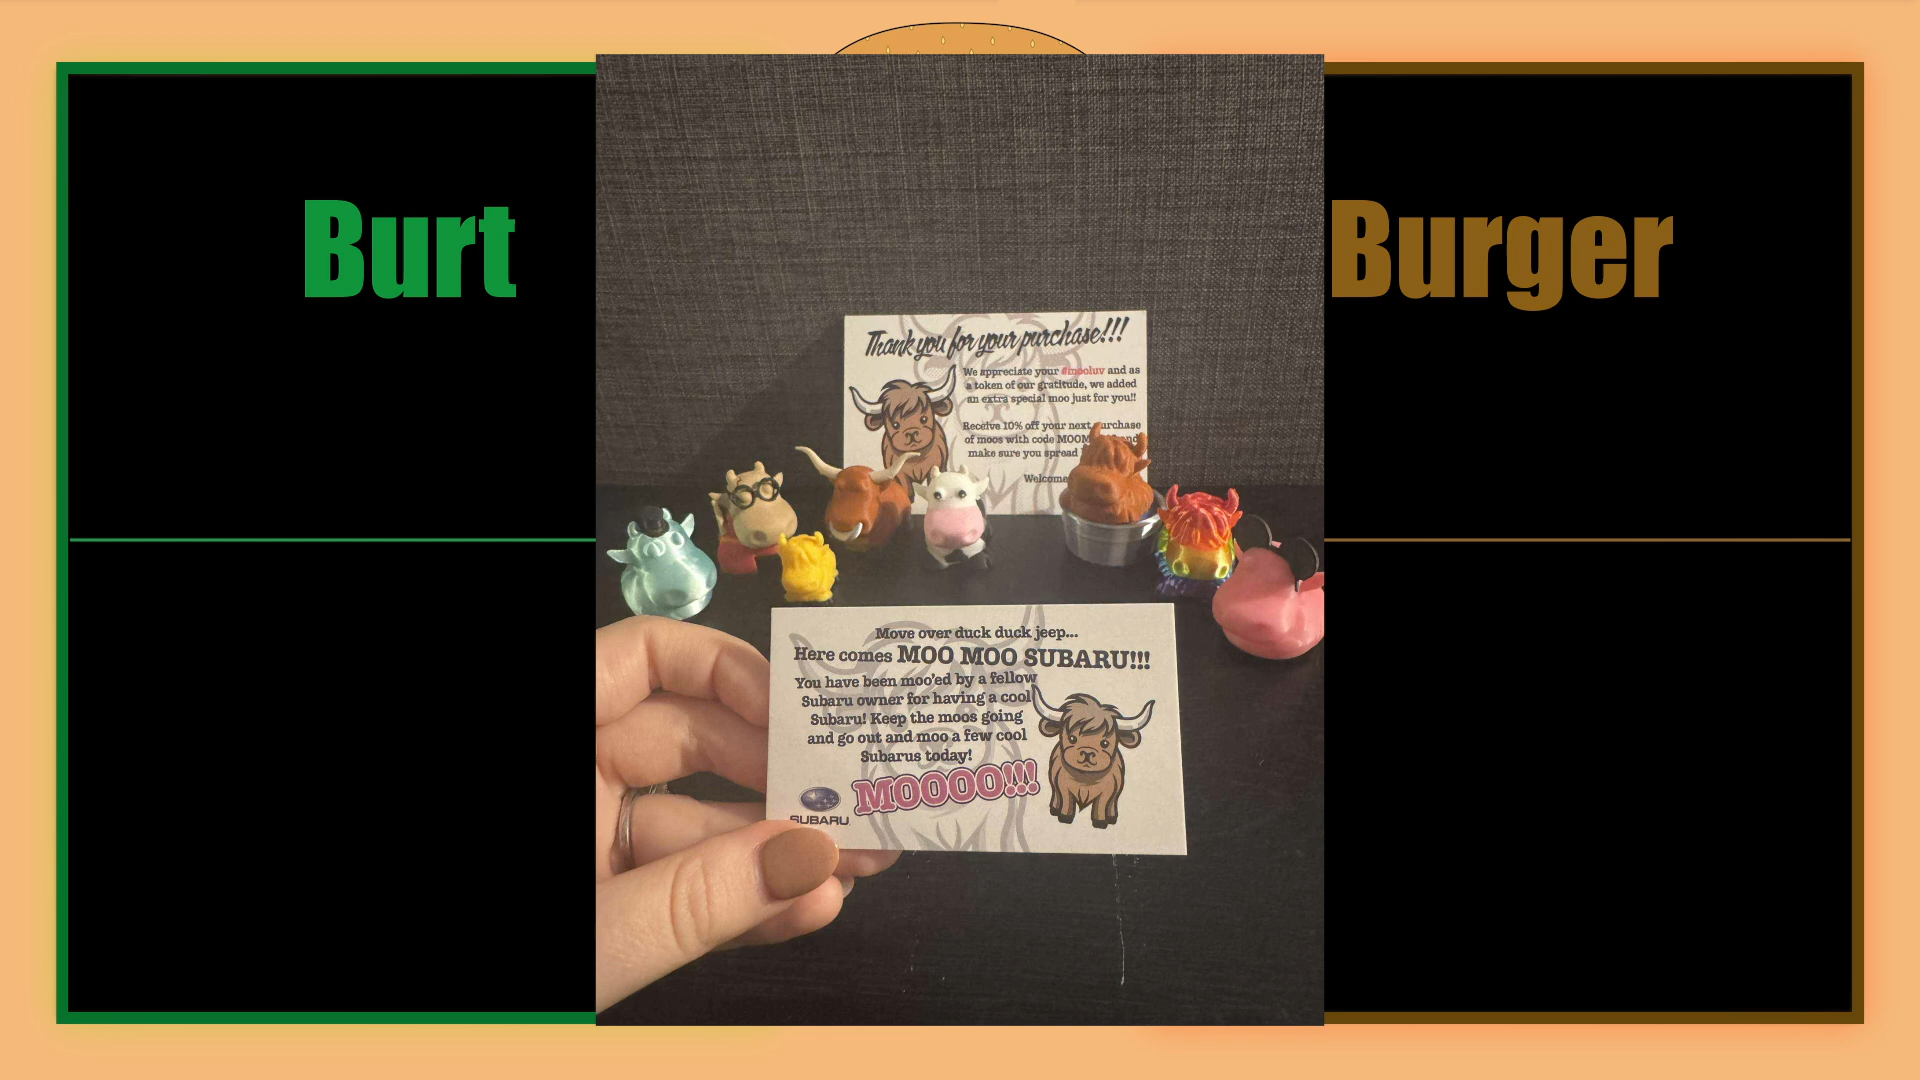 Burt
Burger
Thank you for your purchase!!!
We appreciate your #mooluv and as
a token of our gratitude, we added
an extra special moo just for you!!
Receive 10% off your next purchase
of moos with code and
make sure you spread
Welcome
Move over duck duck jeep...
Here comes MOO MOO SUBARU!!!
You have been moo'ed by a fellow
Subaru owner for having a cool
Subaru! Keep the moos going
and go out and moo a few cool
Subarus today!
MOOOO!!!
SUBARU